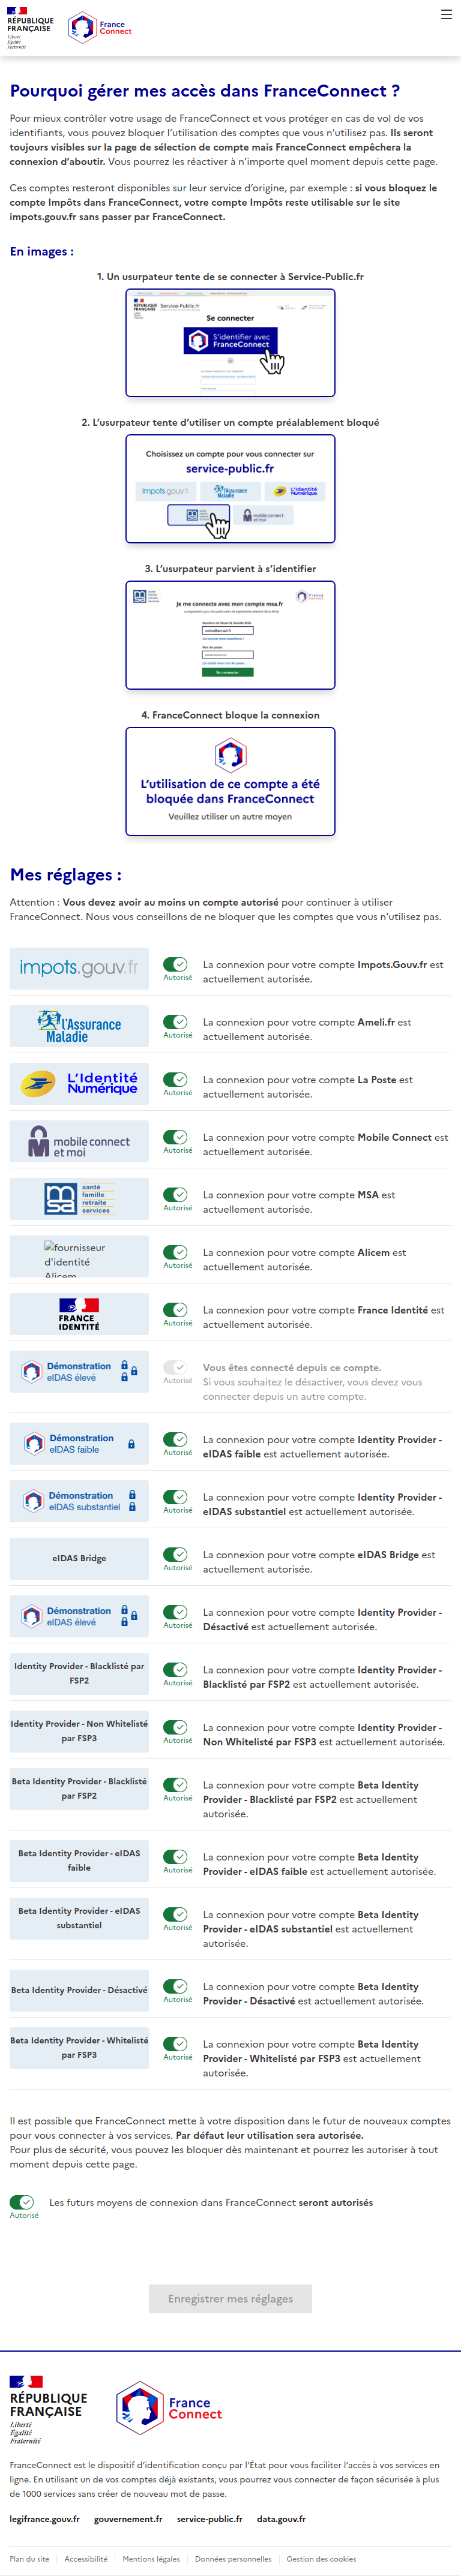 RÉPUBLIQUE
FRANÇAISE
Liberté
Égalité
Fraternité
France
Connect
Pourquoi gérer mes accès dans FranceConnect ?
Pour mieux contrôler votre usage de FranceConnect et vous protéger en cas de vol de vos
identifiants, vous pouvez bloquer l’utilisation des comptes que vous n’utilisez pas. Ils seront
toujours visibles sur la page de sélection de compte mais FranceConnect empêchera la
connexion d’aboutir. Vous pourrez les réactiver à n’importe quel moment depuis cette page.
Ces comptes resteront disponibles sur leur service d’origine, par exemple : si vous bloquez le
compte Impôts dans FranceConnect, votre compte Impôts reste utilisable sur le site
impots.gouv.fr sans passer par FranceConnect.
En images :
1. Un usurpateur tente de se connecter à Service-Public.fr
RÉPUBLIQUE
FRANÇAISE
Service-Public.fr
Se connecter
S’identifier avec
FranceConnect
2. L’usurpateur tente d’utiliser un compte préalablement bloqué
Choisissez un compte pour vous connecter sur
service-public.fr
impots.gouv.fr
l’Assurance
Maladie
L’Identité
Numérique
mobile connect
et moi
3. L’usurpateur parvient à s’identifier
France
Connect
Je me connecte avec mon compte msa.fr
Numéros de Sécurité Sociale MSA
Mot de passe
Se connecter
4. FranceConnect bloque la connexion
L’utilisation de ce compte a été
bloquée dans FranceConnect
Veuillez utiliser un autre moyen
Mes réglages :
Attention : Vous devez avoir au moins un compte autorisé pour continuer à utiliser
FranceConnect. Nous vous conseillons de ne bloquer que les comptes que vous n’utilisez pas.
impots.gouv.fr
Autorisé
La connexion pour votre compte Impots.Gouv.fr est
actuellement autorisée.
l’Assurance
Maladie
Autorisé
La connexion pour votre compte Ameli.fr est
actuellement autorisée.
L’Identité
Numérique
Autorisé
La connexion pour votre compte La Poste est
actuellement autorisée.
mobile connect
et moi
Autorisé
La connexion pour votre compte Mobile Connect est
actuellement autorisée.
msa
santé
famille
retraite
services
Autorisé
La connexion pour votre compte MSA est
actuellement autorisée.
fournisseur
d'identité
Alicem
Autorisé
La connexion pour votre compte Alicem est
actuellement autorisée.
FRANCE
IDENTITÉ
Autorisé
La connexion pour votre compte France Identité est
actuellement autorisée.
Démonstration
eIDAS élevé
Autorisé
Vous êtes connecté depuis ce compte.
Si vous souhaitez le désactiver, vous devez vous
connecter depuis un autre compte.
Démonstration
eIDAS faible
Autorisé
La connexion pour votre compte Identity Provider -
eIDAS faible est actuellement autorisée.
Démonstration
eIDAS substantiel
Autorisé
La connexion pour votre compte Identity Provider -
eIDAS substantiel est actuellement autorisée.
eIDAS Bridge
Autorisé
La connexion pour votre compte eIDAS Bridge est
actuellement autorisée.
Démonstration
eIDAS élevé
Autorisé
La connexion pour votre compte Identity Provider -
Désactivé est actuellement autorisée.
Identity Provider - Blacklisté par
FSP2
Autorisé
La connexion pour votre compte Identity Provider -
Blacklisté par FSP2 est actuellement autorisée.
Identity Provider - Non Whitelisté
par FSP3
Autorisé
La connexion pour votre compte Identity Provider -
Non Whitelisté par FSP3 est actuellement autorisée.
Beta Identity Provider - Blacklisté
par FSP2
Autorisé
La connexion pour votre compte Beta Identity
Provider - Blacklisté par FSP2 est actuellement
autorisée.
Beta Identity Provider - eIDAS
faible
Autorisé
La connexion pour votre compte Beta Identity
Provider - eIDAS faible est actuellement autorisée.
Beta Identity Provider - eIDAS
substantiel
Autorisé
La connexion pour votre compte Beta Identity
Provider - eIDAS substantiel est actuellement
autorisée.
Beta Identity Provider - Désactivé
Autorisé
La connexion pour votre compte Beta Identity
Provider - Désactivé est actuellement autorisée.
Beta Identity Provider - Whitelisté
par FSP3
Autorisé
La connexion pour votre compte Beta Identity
Provider - Whitelisté par FSP3 est actuellement
autorisée.
Il est possible que FranceConnect mette à votre disposition dans le futur de nouveaux comptes
pour vous connecter à vos services. Par défaut leur utilisation sera autorisée.
Pour plus de sécurité, vous pouvez les bloquer dès maintenant et pourrez les autoriser à tout
moment depuis cette page.
Autorisé
Les futurs moyens de connexion dans FranceConnect seront autorisés
Enregistrer mes réglages
RÉPUBLIQUE
FRANÇAISE
Liberté
Égalité
Fraternité
France
Connect
FranceConnect est le dispositif d’identification conçu par l’État pour vous faciliter l’accès à vos services en
ligne. En utilisant un de vos comptes déjà existants, vous pourrez vous connecter de façon sécurisée à plus
de 1000 services sans créer de nouveau mot de passe.
legifrance.gouv.fr gouvernement.fr service-public.fr data.gouv.fr
Plan du site Accessibilité Mentions légales Données personnelles Gestion des cookies